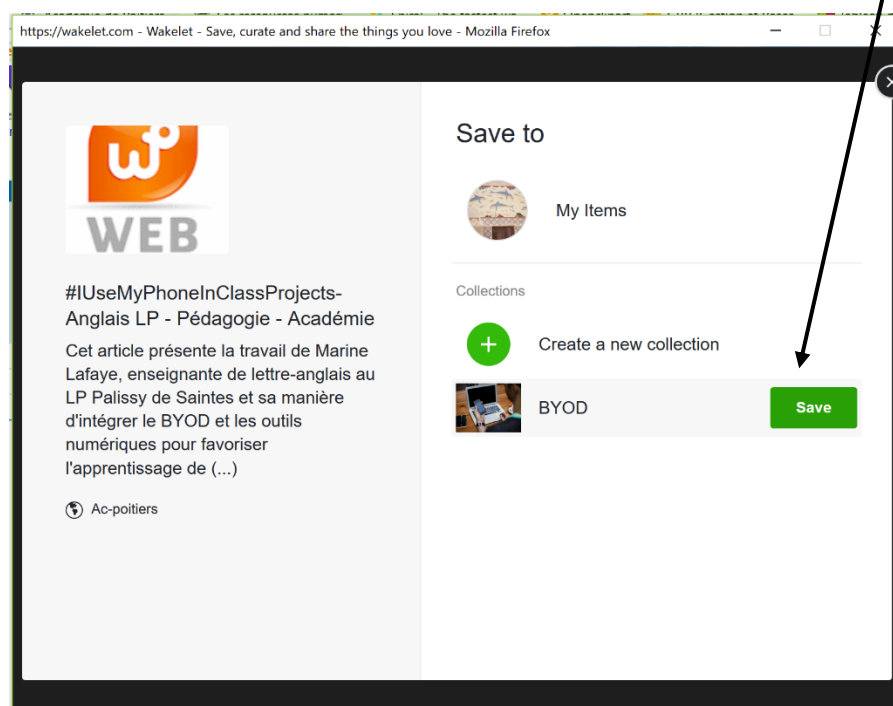 https://wakelet.com - Wakelet - Save, curate and share the things you love - Mozilla Firefox
wp
WEB
#IUseMyPhoneInClassProjects-
Anglais LP - Pédagogie - Académie
Cet article présente la travail de Marine
Lafaye, enseignante de lettre-anglais au
LP Palissy de Saintes et sa manière
d'intégrer le BYOD et les outils
numériques pour favoriser
l'apprentissage de (...)
Ac-poitiers
Save to
My Items
Collections
Create a new collection
BYOD
Save